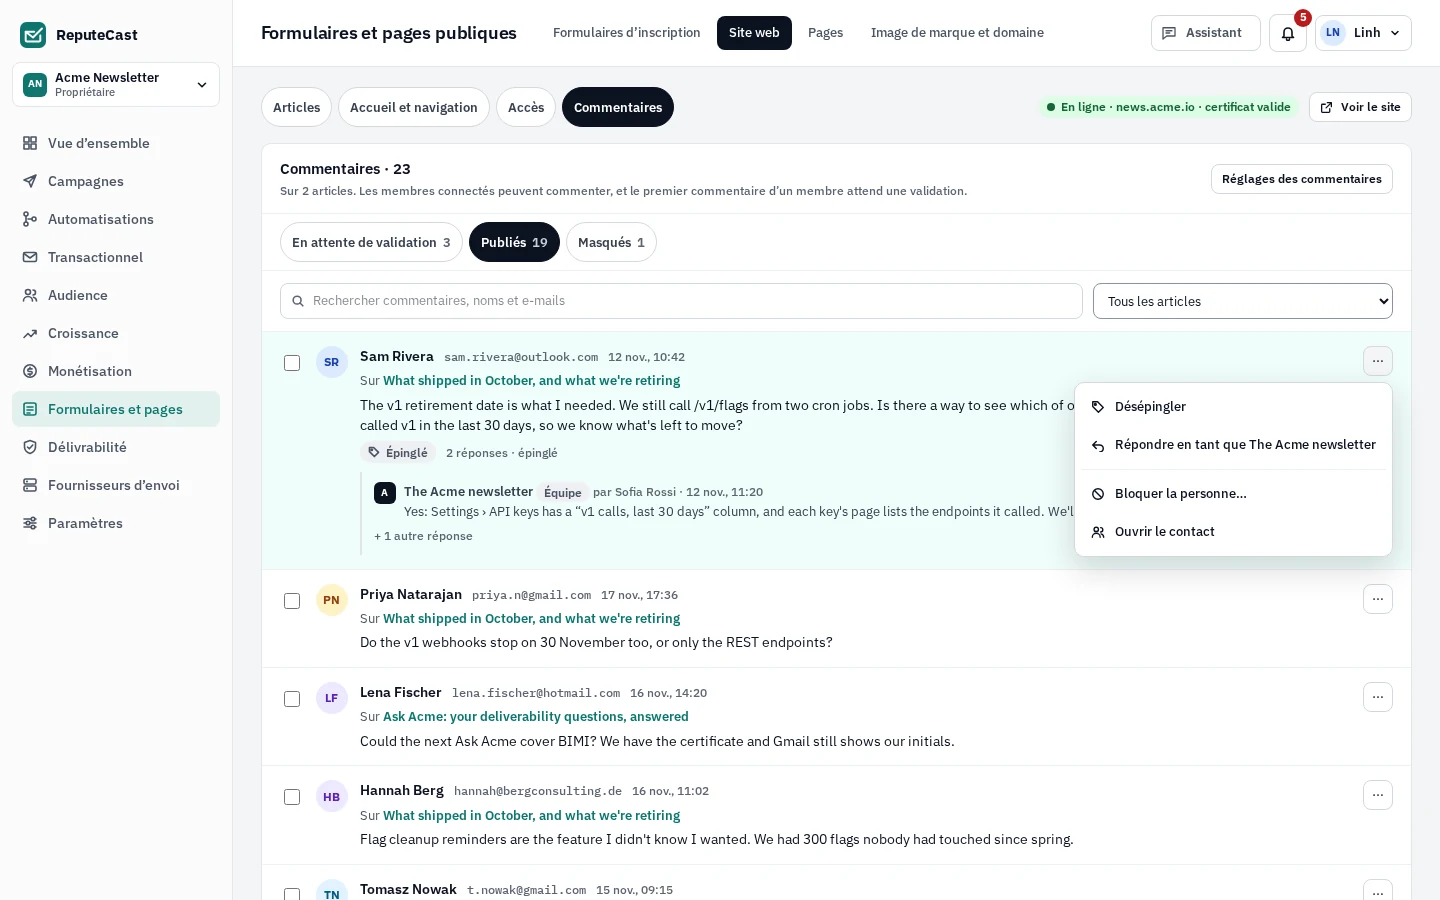 ReputeCast
AN
Acme Newsletter
Propriétaire
Vue d’ensemble
Campagnes
Automatisations
Transactionnel
Audience
Croissance
Monétisation
Formulaires et pages
Délivrabilité
Fournisseurs d’envoi
Paramètres
Formulaires et pages publiques
Formulaires d’inscription
Site web
Pages
Image de marque et domaine
Assistant
5
LN
Linh
Articles
Accueil et navigation
Accès
Commentaires
En ligne · news.acme.io · certificat valide
Voir le site
Commentaires · 23
Sur 2 articles. Les membres connectés peuvent commenter, et le premier commentaire d’un membre attend une validation.
Réglages des commentaires
En attente de validation 3
Publiés 19
Masqués 1
Rechercher commentaires, noms et e-mails
Tous les articles
SR
Sam Rivera sam.rivera@outlook.com 12 nov., 10:42
Sur What shipped in October, and what we're retiring
The v1 retirement date is what I needed. We still call /v1/flags from two cron jobs. Is there a way to see which of o
called v1 in the last 30 days, so we know what's left to move?
Épinglé 2 réponses · épinglé
A
The Acme newsletter Équipe par Sofia Rossi · 12 nov., 11:20
Yes: Settings › API keys has a “v1 calls, last 30 days” column, and each key's page lists the endpoints it called. We'l
+ 1 autre réponse
Désépingler
Répondre en tant que The Acme newsletter
Bloquer la personne…
Ouvrir le contact
PN
Priya Natarajan priya.n@gmail.com 17 nov., 17:36
Sur What shipped in October, and what we're retiring
Do the v1 webhooks stop on 30 November too, or only the REST endpoints?
LF
Lena Fischer lena.fischer@hotmail.com 16 nov., 14:20
Sur Ask Acme: your deliverability questions, answered
Could the next Ask Acme cover BIMI? We have the certificate and Gmail still shows our initials.
HB
Hannah Berg hannah@bergconsulting.de 16 nov., 11:02
Sur What shipped in October, and what we're retiring
Flag cleanup reminders are the feature I didn't know I wanted. We had 300 flags nobody had touched since spring.
TN
Tomasz Nowak t.nowak@gmail.com 15 nov., 09:15